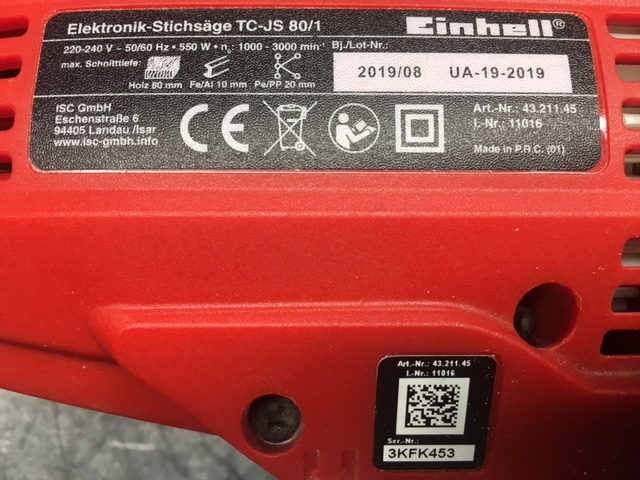 Elektronik-Stichsäge TC-JS 80/1
Einhell®
220-240 V ~ 50/60 Hz • 550 W • n₀: 1000 - 3000 min⁻¹
Bj./Lot-Nr.:
max. Schnittiefe:
2019/08 UA-19-2019
Holz 80 mm Fe/Al 10 mm Pe/PP 20 mm
ISC GmbH
Eschenstraße 6
94405 Landau /Isar
www.isc-gmbh.info
CE
Art.-Nr.: 43.211.45
I.-Nr.: 11016
Made in P.R.C. (01)
Art.-Nr.: 43.211.45
I.-Nr.: 11016
Ser.-Nr.:
3KFK453